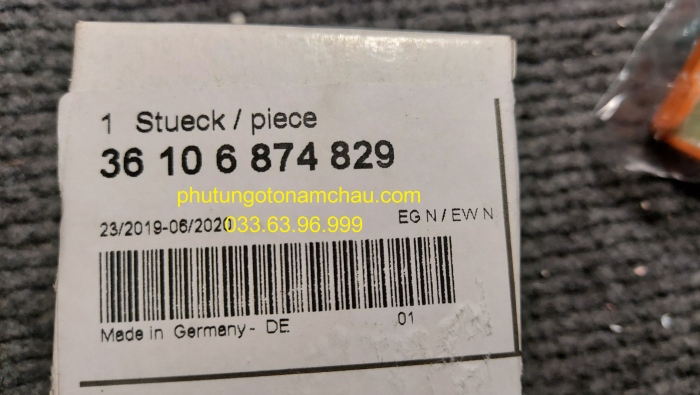 1 Stueck / piece
36 10 6 874 829
phutungotonamchau.com
23/2019-06/2020 EG N / EW N
033.63.96.999
Made in Germany - DE 01